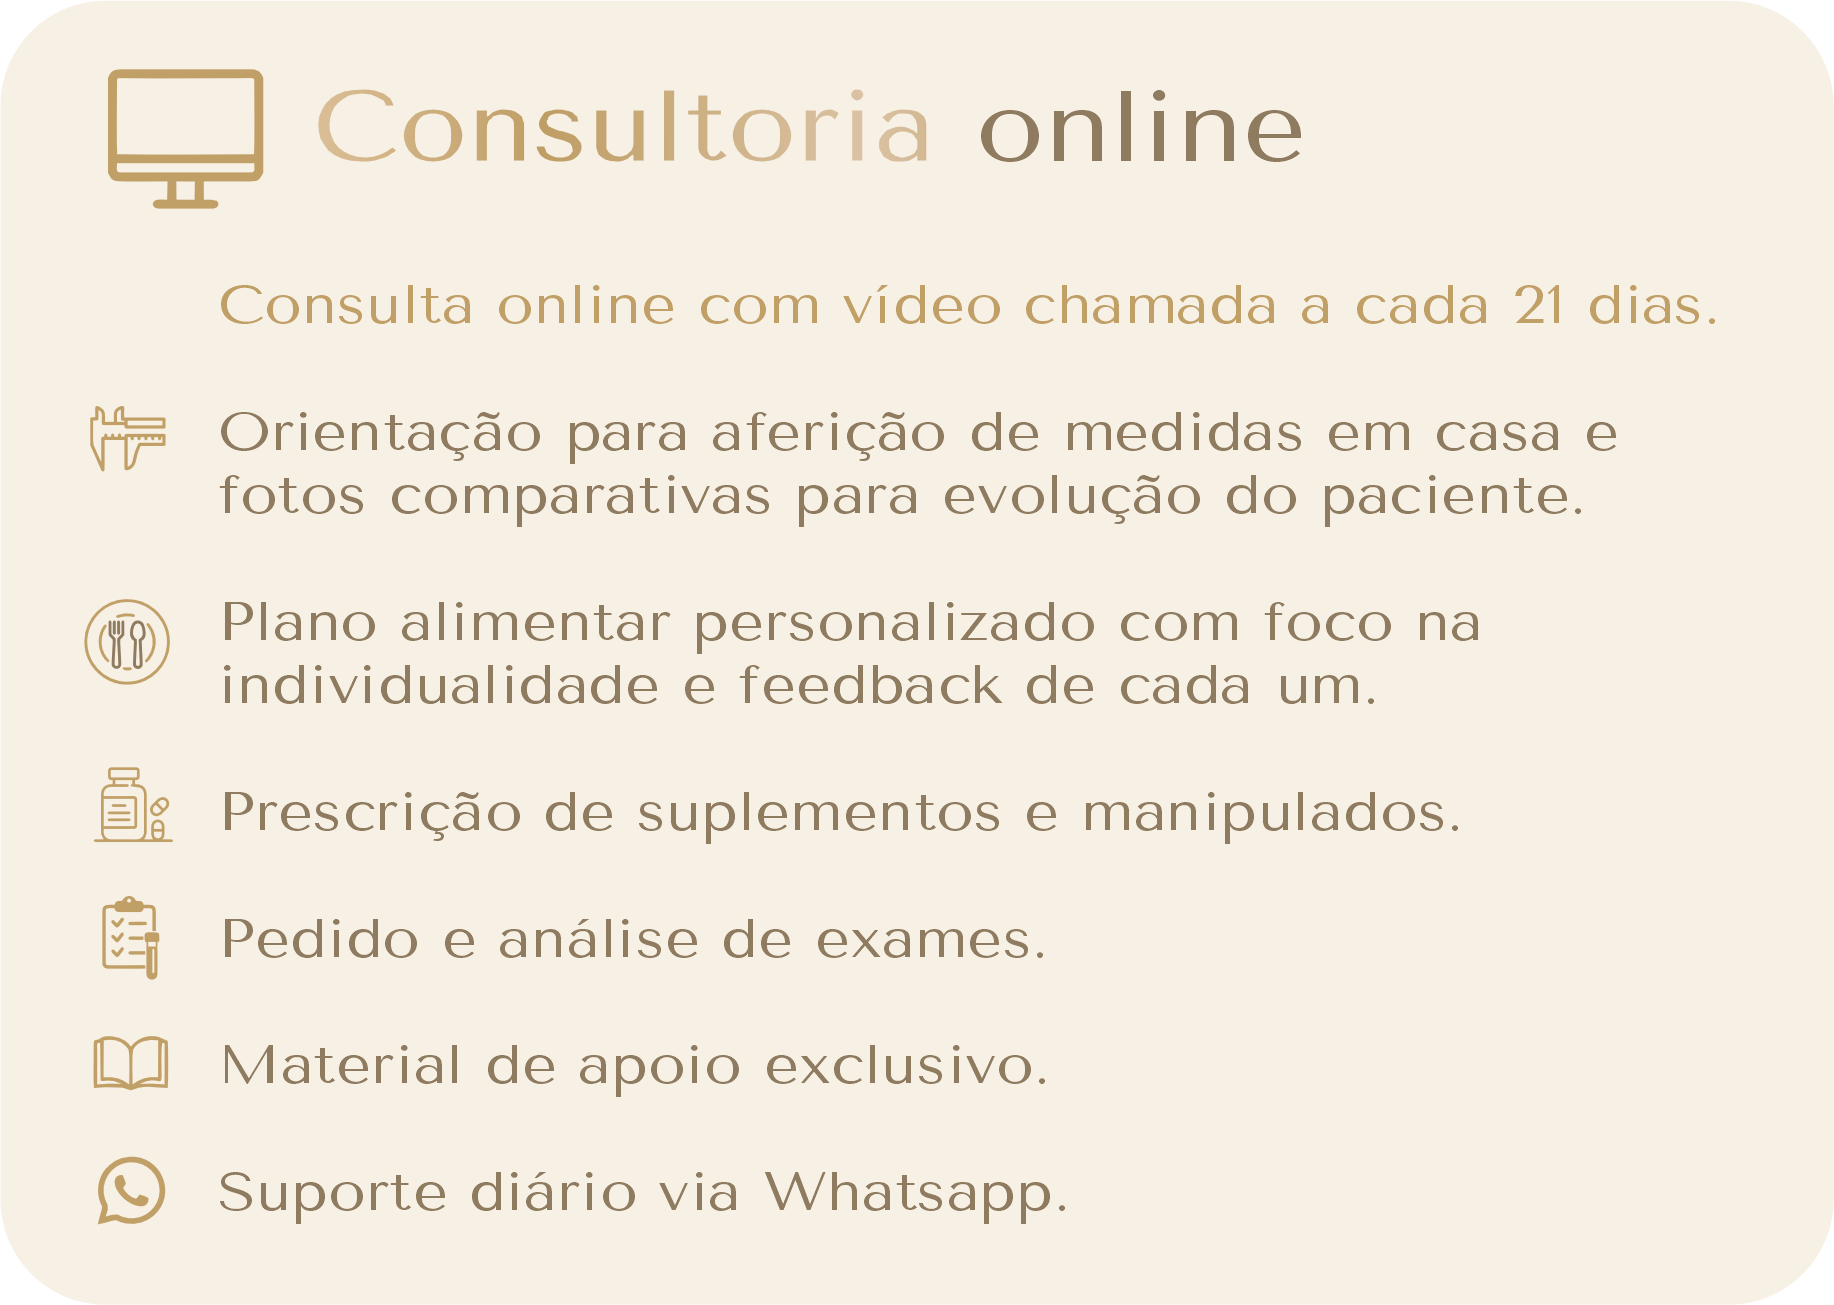 Consultoria online
Consulta online com vídeo chamada a cada 21 dias.
Orientação para aferição de medidas em casa e
fotos comparativas para evolução do paciente.
Plano alimentar personalizado com foco na
individualidade e feedback de cada um.
Prescrição de suplementos e manipulados.
Pedido e análise de exames.
Material de apoio exclusivo.
Suporte diário via Whatsapp.